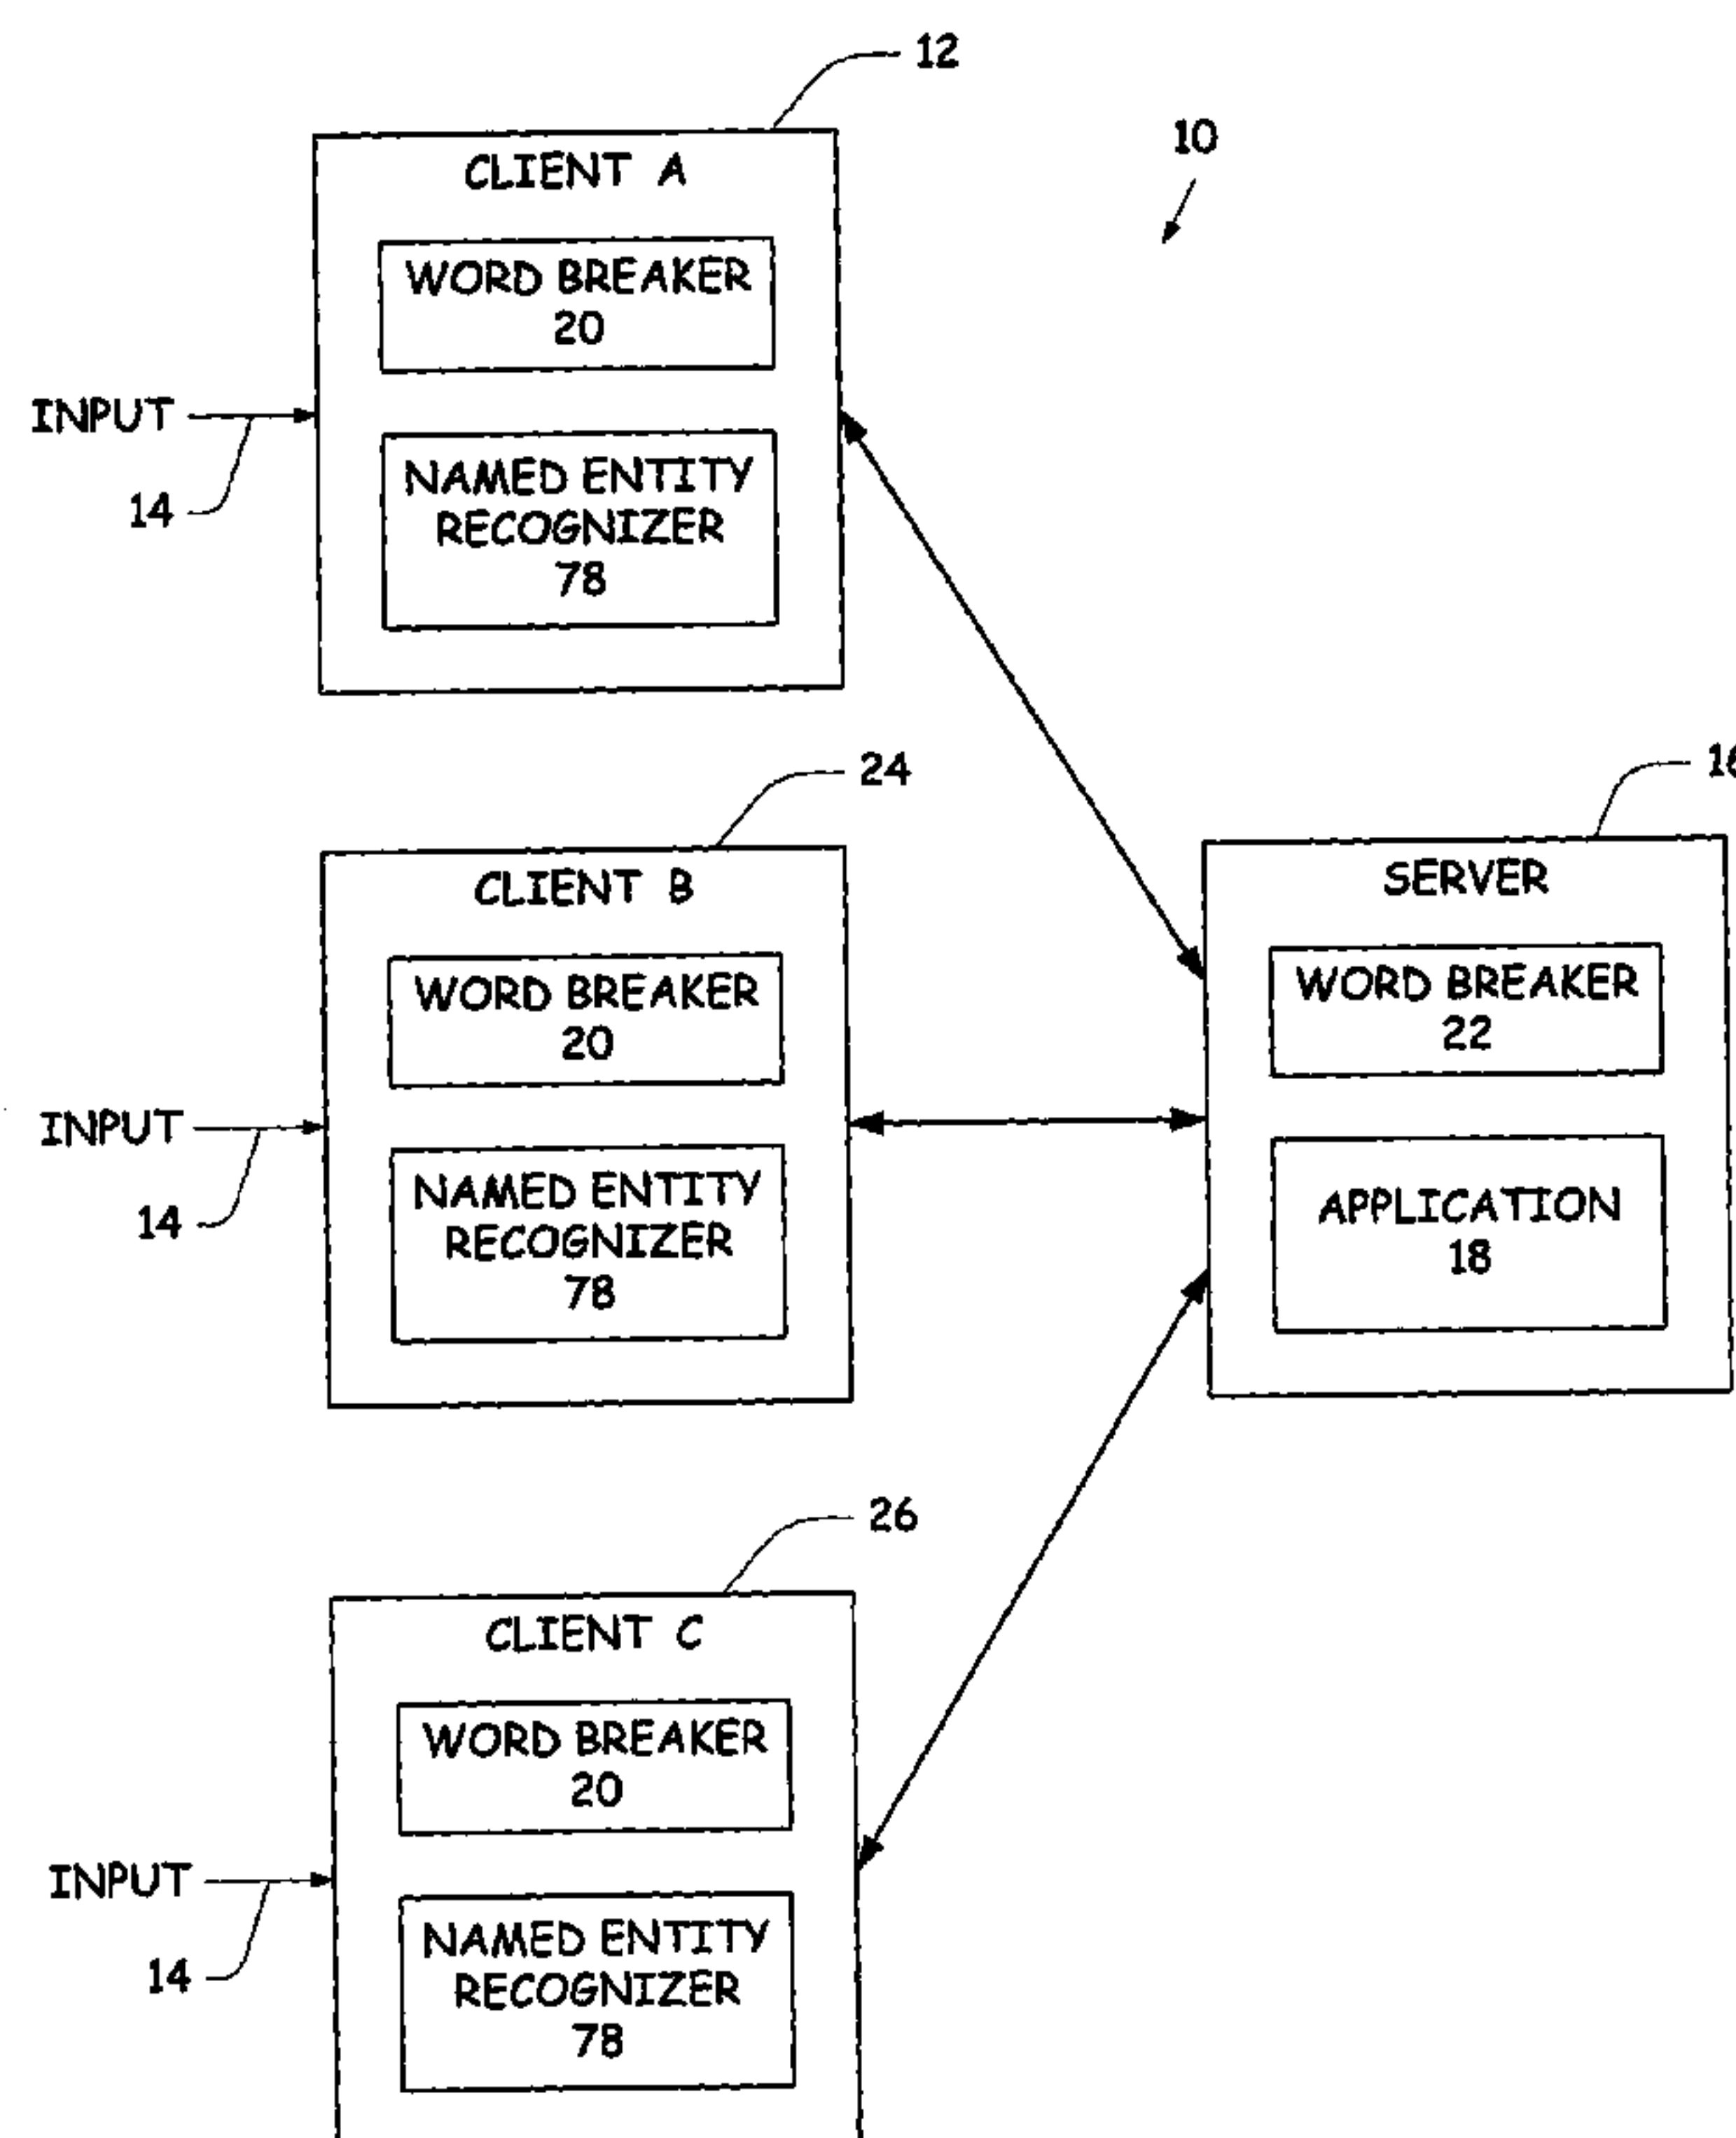 12
10
CLIENT A
WORD BREAKER
20
INPUT
14
NAMED ENTITY
RECOGNIZER
78
24
CLIENT B
WORD BREAKER
20
INPUT
14
NAMED ENTITY
RECOGNIZER
78
SERVER
WORD BREAKER
22
APPLICATION
18
26
CLIENT C
WORD BREAKER
20
INPUT
14
NAMED ENTITY
RECOGNIZER
78